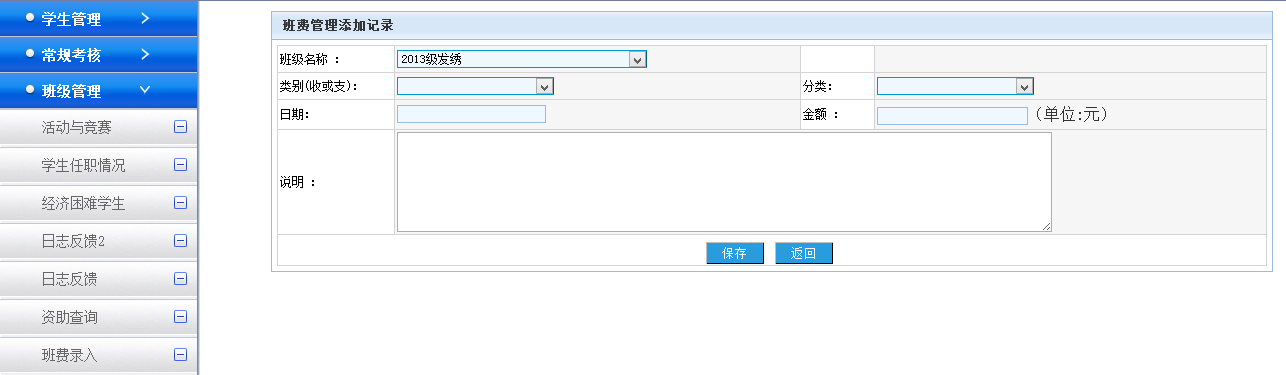 学生管理
常规考核
班级管理
活动与竞赛
学生任职情况
经济困难学生
日志反馈2
日志反馈
资助查询
班费录入
班费管理添加记录
班级名称 ： 2013级发绣
类别(收或支)： 分类：
日期： 金额 ： (单位:元)
说明 ：
保存 返回